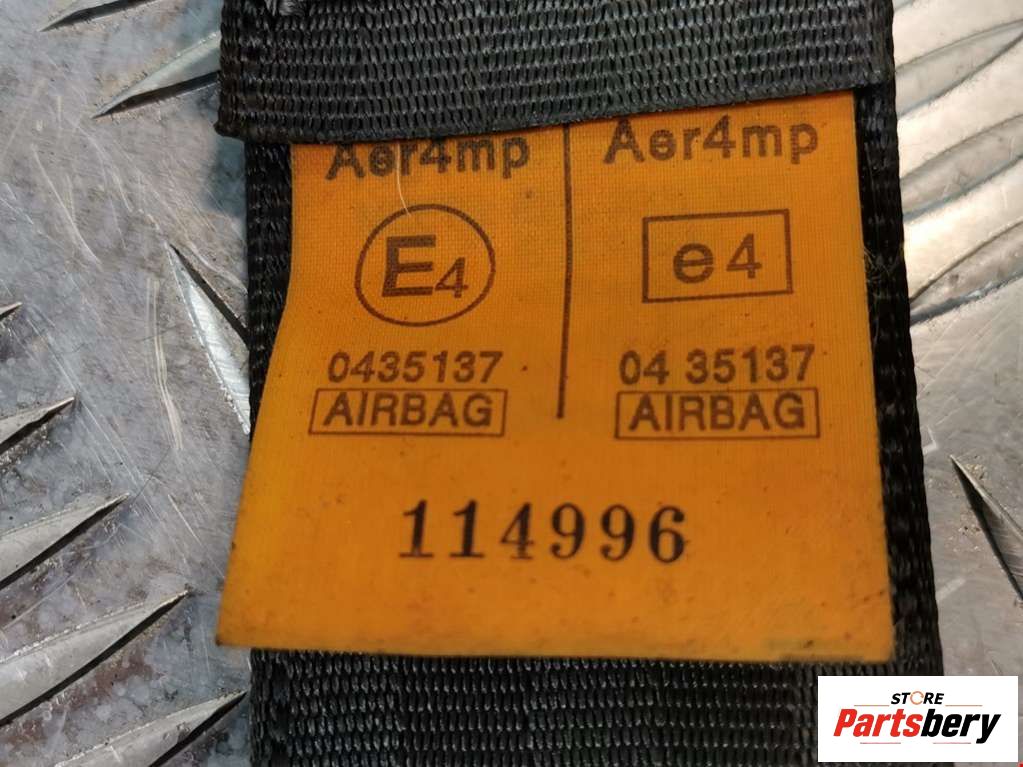 Aer4mp Aer4mp
E4 e4
0435137 04 35137
AIRBAG AIRBAG
114996
STORE
Partsbery